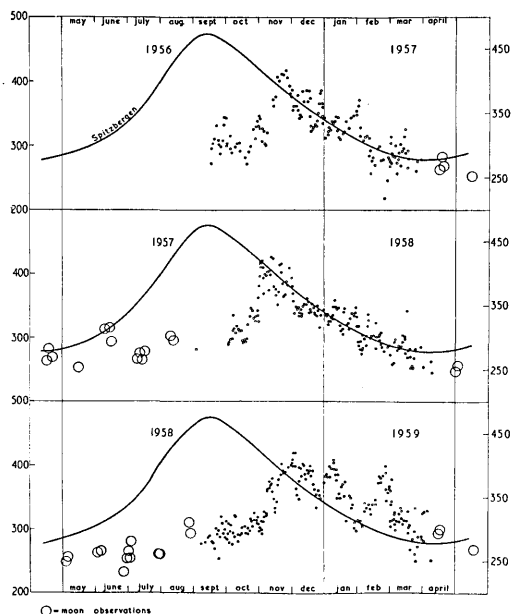 500 may june july aug sept oct nov dec jan feb mar april
1956 1957 450
400
Spitzbergen 350
300
250
200
1957 1958 450
400
350
300
250
500
1958 1959 450
400
350
300
250
200 may june july aug sept oct nov dec jan feb mar april
= moon observations